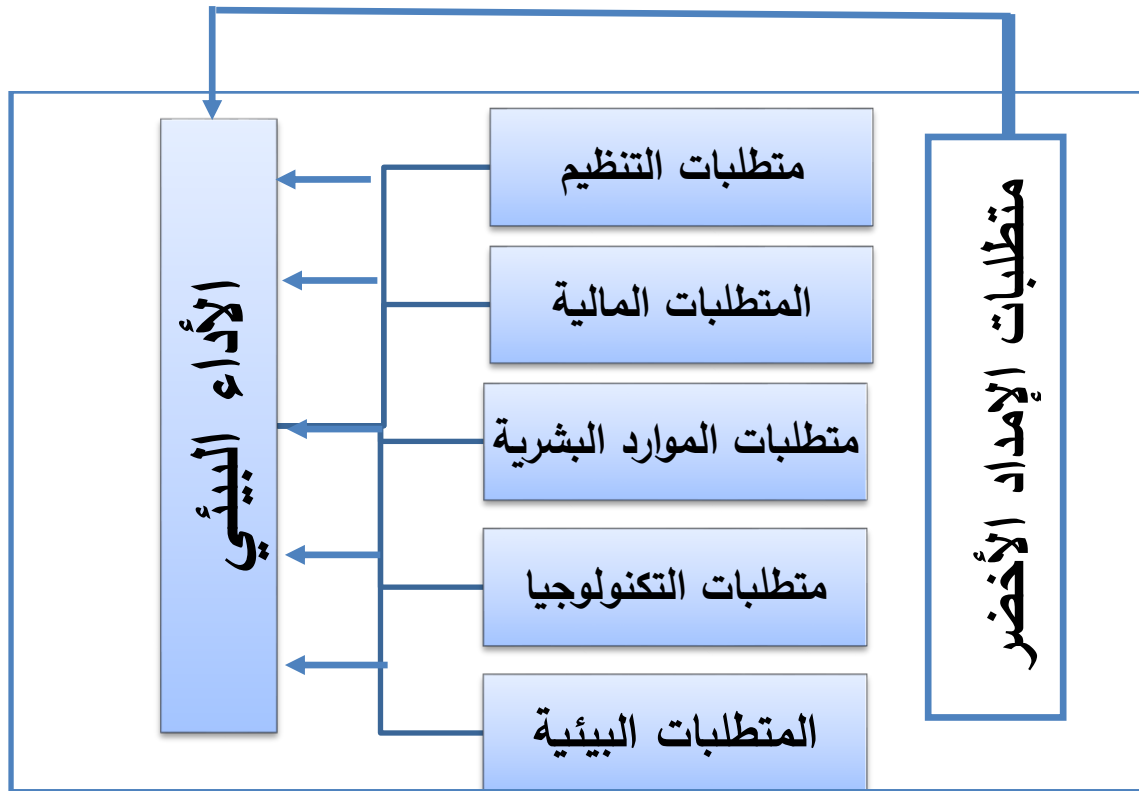 متطلبات الإمداد الأخضر
متطلبات التنظيم
المتطلبات المالية
متطلبات الموارد البشرية
متطلبات التكنولوجيا
المتطلبات البيئية
الأداء البيئي